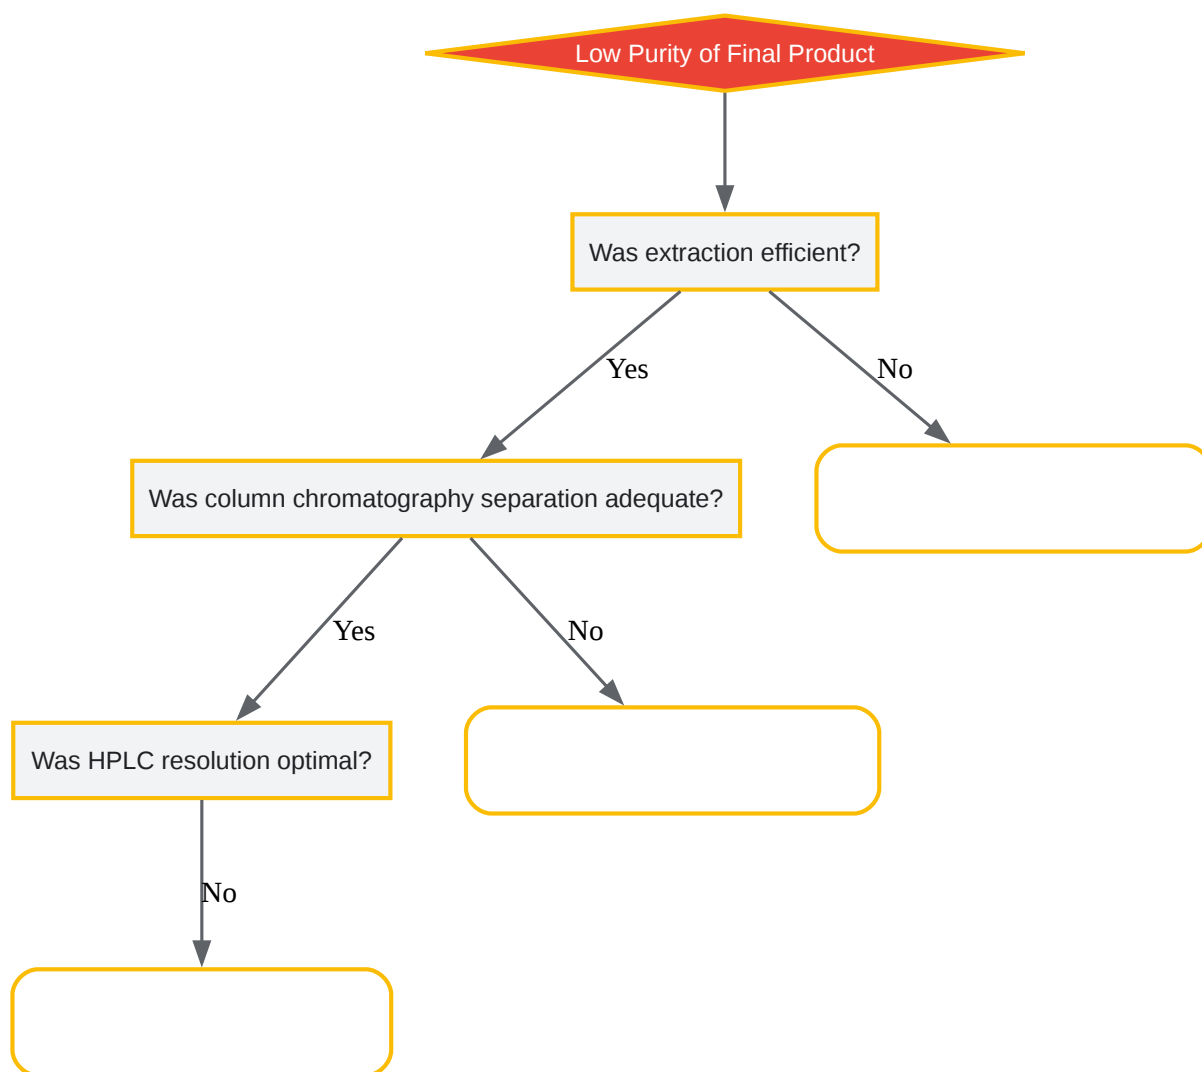 Low Purity of Final Product
Was extraction efficient?
Yes
No
Was column chromatography separation adequate?
Yes
No
Was HPLC resolution optimal?
No